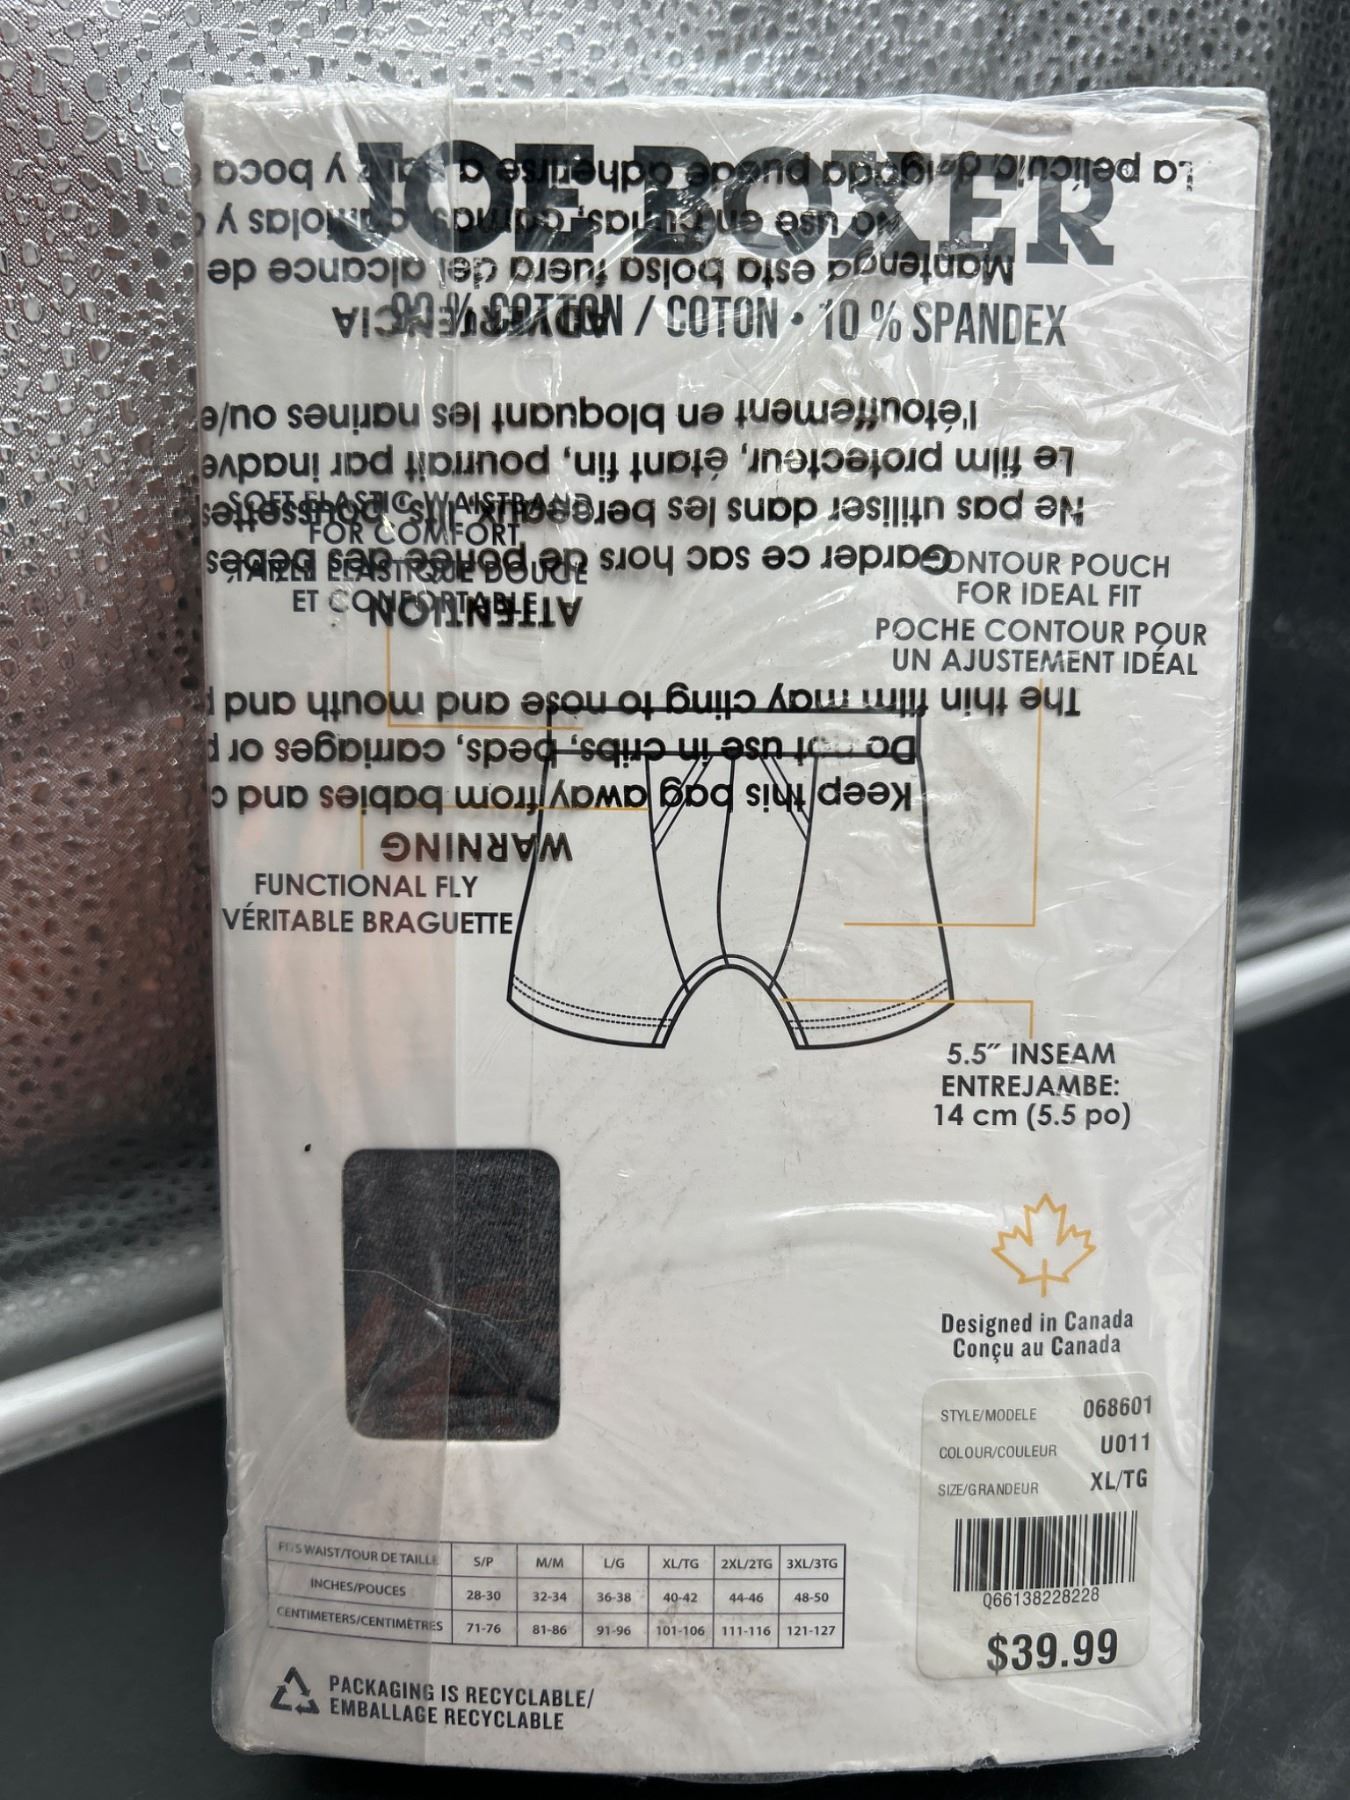 JOE BOXER
90 % COTTON / COTON • 10 % SPANDEX
SOFT ELASTIC WAISTBAND
FOR COMFORT
TAILLE ÉLASTIQUE DOUCE
ET CONFORTABLE
CONTOUR POUCH
FOR IDEAL FIT
POCHE CONTOUR POUR
UN AJUSTEMENT IDÉAL
FUNCTIONAL FLY
VÉRITABLE BRAGUETTE
5.5″ INSEAM
ENTREJAMBE:
14 cm (5.5 po)
Designed in Canada
Conçu au Canada
STYLE/MODELE 068601
COLOUR/COULEUR U011
SIZE/GRANDEUR XL/TG
Q66138228228
$39.99
FITS WAIST/TOUR DE TAILLE S/P M/M L/G XL/TG 2XL/2TG 3XL/3TG
INCHES/POUCES 28-30 32-34 36-38 40-42 44-46 48-50
CENTIMETERS/CENTIMÈTRES 71-76 81-86 91-96 101-106 111-116 121-127
PACKAGING IS RECYCLABLE/
EMBALLAGE RECYCLABLE
WARNING
Keep this bag away from babies and
Do not use in cribs, beds, carriages or
The thin film may cling to nose and mouth and
ATTENTION
Garder ce sac hors de portée des bébés
Ne pas utiliser dans les berceaux, lits, poussettes
Le film protecteur, étant fin, pourrait par
l'étouffement en bloquant les narines et/ou
ADVERTENCIA
Mantenga esta bolsa fuera del alcance de
No use en cunas, camas, carriolas y
La película delgada puede adherirse a nariz y boca